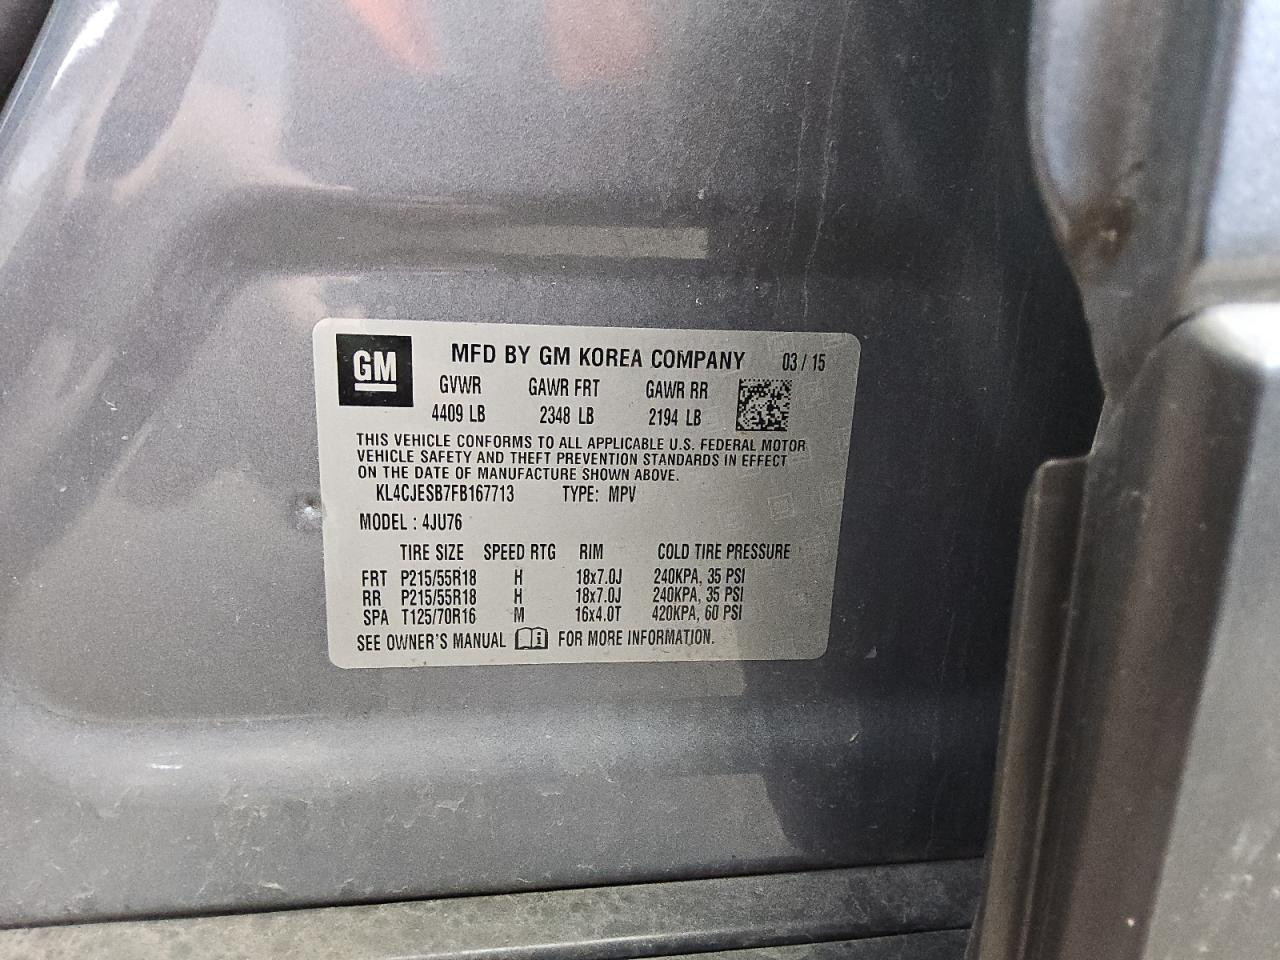 GM
MFD BY GM KOREA COMPANY 03 / 15
GVWR GAWR FRT GAWR RR
4409 LB 2348 LB 2194 LB
THIS VEHICLE CONFORMS TO ALL APPLICABLE U.S. FEDERAL MOTOR
VEHICLE SAFETY AND THEFT PREVENTION STANDARDS IN EFFECT
ON THE DATE OF MANUFACTURE SHOWN ABOVE.
KL4CJESB7FB167713 TYPE: MPV
MODEL : 4JU76
TIRE SIZE SPEED RTG RIM COLD TIRE PRESSURE
FRT P215/55R18 H 18x7.0J 240KPA, 35 PSI
RR P215/55R18 H 18x7.0J 240KPA, 35 PSI
SPA T125/70R16 M 16x4.0T 420KPA, 60 PSI
SEE OWNER'S MANUAL i FOR MORE INFORMATION.